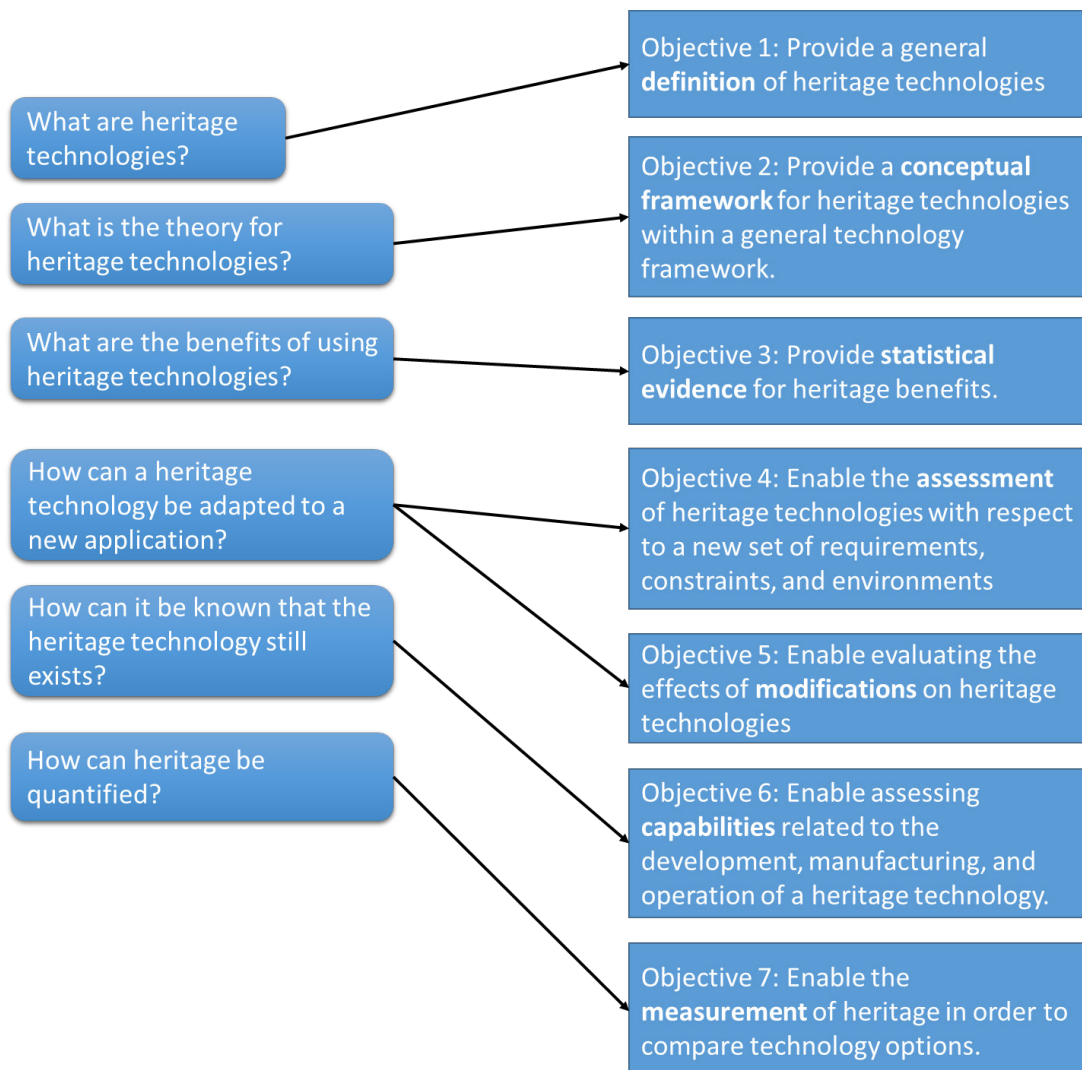 What are heritage
technologies?
What is the theory for
heritage technologies?
What are the benefits of using
heritage technologies?
How can a heritage
technology be adapted to a
new application?
How can it be known that the
heritage technology still
exists?
How can heritage be
quantified?
Objective 1: Provide a general
definition of heritage technologies
Objective 2: Provide a conceptual
framework for heritage technologies
within a general technology
framework.
Objective 3: Provide statistical
evidence for heritage benefits.
Objective 4: Enable the assessment
of heritage technologies with respect
to a new set of requirements,
constraints, and environments
Objective 5: Enable evaluating the
effects of modifications on heritage
technologies
Objective 6: Enable assessing
capabilities related to the
development, manufacturing, and
operation of a heritage technology.
Objective 7: Enable the
measurement of heritage in order to
compare technology options.